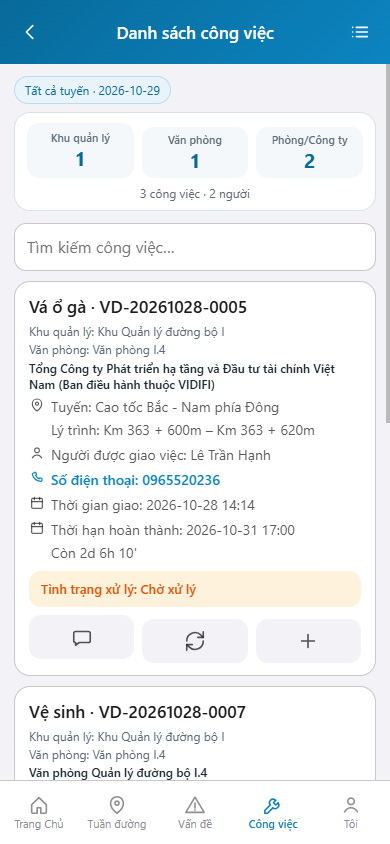 Danh sách công việc
Tất cả tuyến · 2026-10-29
Khu quản lý
1
Văn phòng
1
Phòng/Công ty
2
3 công việc · 2 người
Tìm kiếm công việc...
Vá ổ gà · VD-20261028-0005
Khu quản lý: Khu Quản lý đường bộ I
Văn phòng: Văn phòng I.4
Tổng Công ty Phát triển hạ tầng và Đầu tư tài chính Việt
Nam (Ban điều hành thuộc VIDIFI)
Tuyến: Cao tốc Bắc - Nam phía Đông
Lý trình: Km 363 + 600m – Km 363 + 620m
Người được giao việc: Lê Trần Hạnh
Số điện thoại: 0965520236
Thời gian giao: 2026-10-28 14:14
Thời hạn hoàn thành: 2026-10-31 17:00
Còn 2d 6h 10'
Tình trạng xử lý: Chờ xử lý
Vệ sinh · VD-20261028-0007
Khu quản lý: Khu Quản lý đường bộ I
Văn phòng: Văn phòng I.4
Văn phòng Quản lý đường bộ I.4
Trang Chủ
Tuần đường
Vấn đề
Công việc
Tôi